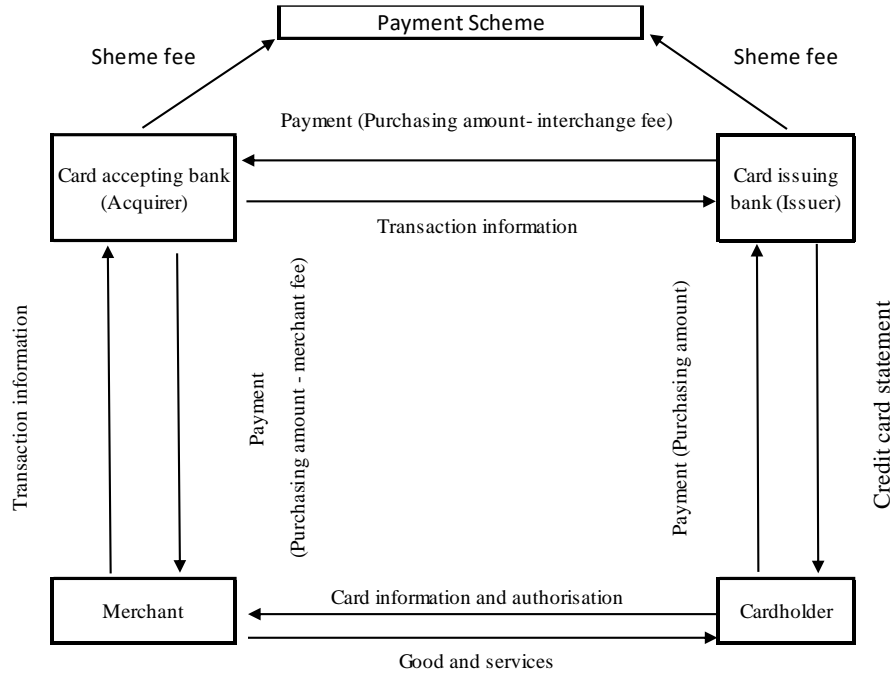 Payment Scheme
Sheme fee
Sheme fee
Payment (Purchasing amount- interchange fee)
Card accepting bank
(Acquirer)
Card issuing
bank (Issuer)
Transaction information
Transaction information
Payment
(Purchasing amount - merchant fee)
Payment (Purchasing amount)
Credit card statement
Merchant
Card information and authorisation
Cardholder
Good and services